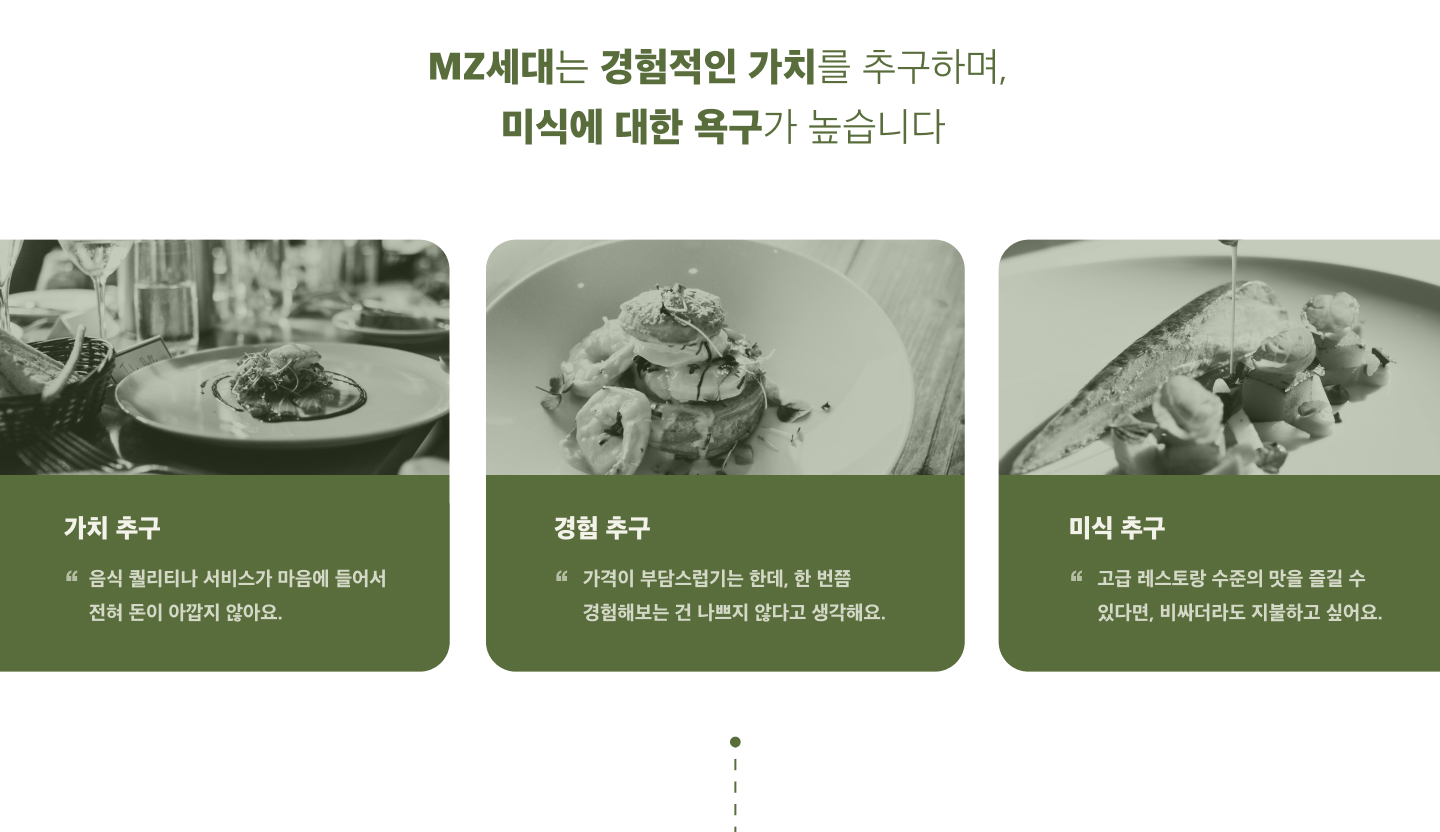 MZ세대는 경험적인 가치를 추구하며,
미식에 대한 욕구가 높습니다
가치 추구
“ 음식 퀄리티나 서비스가 마음에 들어서
전혀 돈이 아깝지 않아요.
경험 추구
“ 가격이 부담스럽기는 한데, 한 번쯤
경험해보는 건 나쁘지 않다고 생각해요.
미식 추구
“ 고급 레스토랑 수준의 맛을 즐길 수
있다면, 비싸더라도 지불하고 싶어요.